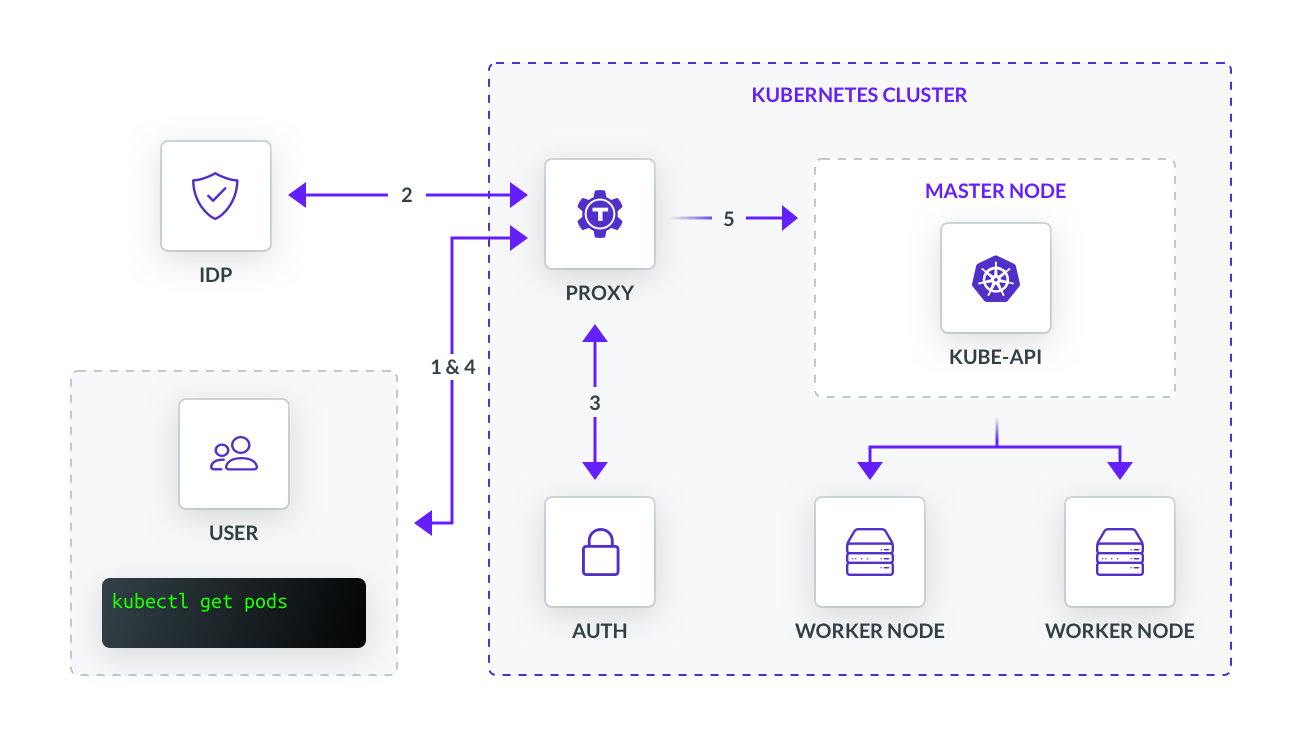 KUBERNETES CLUSTER
MASTER NODE
2
5
T
IDP
PROXY
KUBE-API
1 & 4
3
USER
kubectl get pods
AUTH
WORKER NODE
WORKER NODE